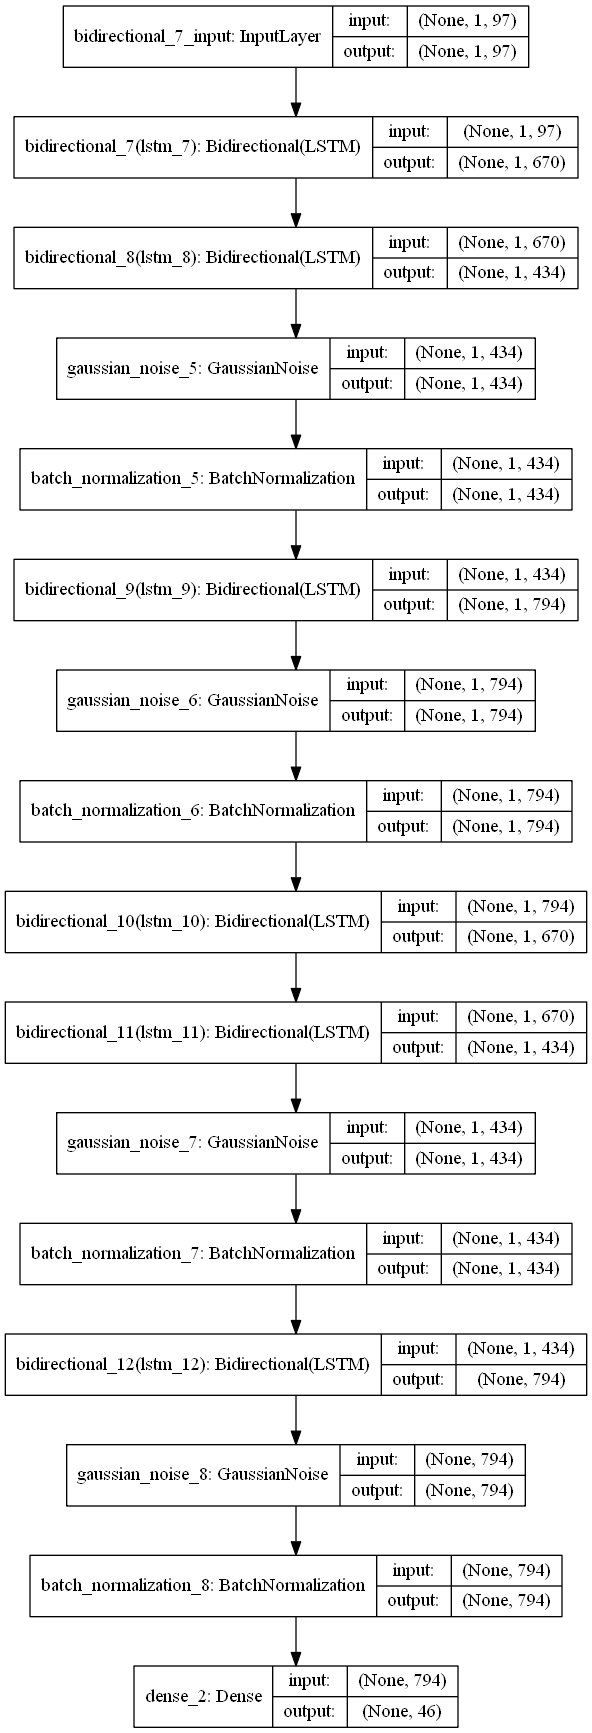 bidirectional_7_input: InputLayer
input: (None, 1, 97)
output: (None, 1, 97)
bidirectional_7(lstm_7): Bidirectional(LSTM)
input: (None, 1, 97)
output: (None, 1, 670)
bidirectional_8(lstm_8): Bidirectional(LSTM)
input: (None, 1, 670)
output: (None, 1, 434)
gaussian_noise_5: GaussianNoise
input: (None, 1, 434)
output: (None, 1, 434)
batch_normalization_5: BatchNormalization
input: (None, 1, 434)
output: (None, 1, 434)
bidirectional_9(lstm_9): Bidirectional(LSTM)
input: (None, 1, 434)
output: (None, 1, 794)
gaussian_noise_6: GaussianNoise
input: (None, 1, 794)
output: (None, 1, 794)
batch_normalization_6: BatchNormalization
input: (None, 1, 794)
output: (None, 1, 794)
bidirectional_10(lstm_10): Bidirectional(LSTM)
input: (None, 1, 794)
output: (None, 1, 670)
bidirectional_11(lstm_11): Bidirectional(LSTM)
input: (None, 1, 670)
output: (None, 1, 434)
gaussian_noise_7: GaussianNoise
input: (None, 1, 434)
output: (None, 1, 434)
batch_normalization_7: BatchNormalization
input: (None, 1, 434)
output: (None, 1, 434)
bidirectional_12(lstm_12): Bidirectional(LSTM)
input: (None, 1, 434)
output: (None, 794)
gaussian_noise_8: GaussianNoise
input: (None, 794)
output: (None, 794)
batch_normalization_8: BatchNormalization
input: (None, 794)
output: (None, 794)
dense_2: Dense
input: (None, 794)
output: (None, 46)